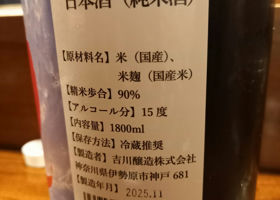 日本酒（純米酒）
【原材料名】米（国産）、
米麹（国産米）
【精米歩合】90%
【アルコール分】15度
【内容量】1800ml
【保存方法】冷蔵推奨
【製造者】吉川醸造株式会社
神奈川県伊勢原市神戸681
【製造年月】2025.11